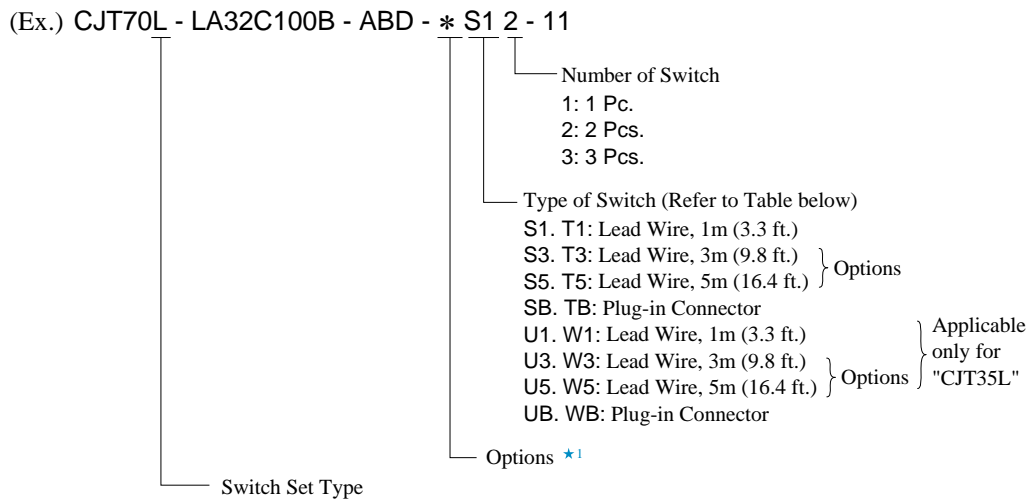 (Ex.) CJT70L - LA32C100B - ABD - * S1 2 - 11
Number of Switch
1: 1 Pc.
2: 2 Pcs.
3: 3 Pcs.
Type of Switch (Refer to Table below)
S1. T1: Lead Wire, 1m (3.3 ft.)
S3. T3: Lead Wire, 3m (9.8 ft.)
S5. T5: Lead Wire, 5m (16.4 ft.)
Options
SB. TB: Plug-in Connector
U1. W1: Lead Wire, 1m (3.3 ft.)
U3. W3: Lead Wire, 3m (9.8 ft.)
U5. W5: Lead Wire, 5m (16.4 ft.)
Options
UB. WB: Plug-in Connector
Applicable
only for
"CJT35L"
Options ★1
Switch Set Type